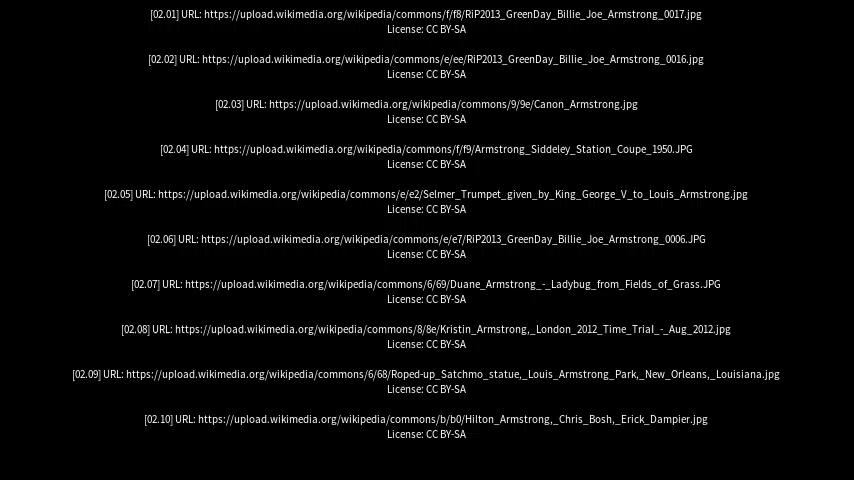 [02.01] URL: https://upload.wikimedia.org/wikipedia/commons/f/f8/RiP2013_GreenDay_Billie_Joe_Armstrong_0017.jpg
License: CC BY-SA
[02.02] URL: https://upload.wikimedia.org/wikipedia/commons/e/ee/RiP2013_GreenDay_Billie_Joe_Armstrong_0016.jpg
License: CC BY-SA
[02.03] URL: https://upload.wikimedia.org/wikipedia/commons/9/9e/Canon_Armstrong.jpg
License: CC BY-SA
[02.04] URL: https://upload.wikimedia.org/wikipedia/commons/f/f9/Armstrong_Siddeley_Station_Coupe_1950.JPG
License: CC BY-SA
[02.05] URL: https://upload.wikimedia.org/wikipedia/commons/e/e2/Selmer_Trumpet_given_by_King_George_V_to_Louis_Armstrong.jpg
License: CC BY-SA
[02.06] URL: https://upload.wikimedia.org/wikipedia/commons/e/e7/RiP2013_GreenDay_Billie_Joe_Armstrong_0006.JPG
License: CC BY-SA
[02.07] URL: https://upload.wikimedia.org/wikipedia/commons/6/69/Duane_Armstrong_-_Ladybug_from_Fields_of_Grass.JPG
License: CC BY-SA
[02.08] URL: https://upload.wikimedia.org/wikipedia/commons/8/8e/Kristin_Armstrong,_London_2012_Time_Trial_-_Aug_2012.jpg
License: CC BY-SA
[02.09] URL: https://upload.wikimedia.org/wikipedia/commons/6/68/Roped-up_Satchmo_statue,_Louis_Armstrong_Park,_New_Orleans,_Louisiana.jpg
License: CC BY-SA
[02.10] URL: https://upload.wikimedia.org/wikipedia/commons/b/b0/Hilton_Armstrong,_Chris_Bosh,_Erick_Dampier.jpg
License: CC BY-SA